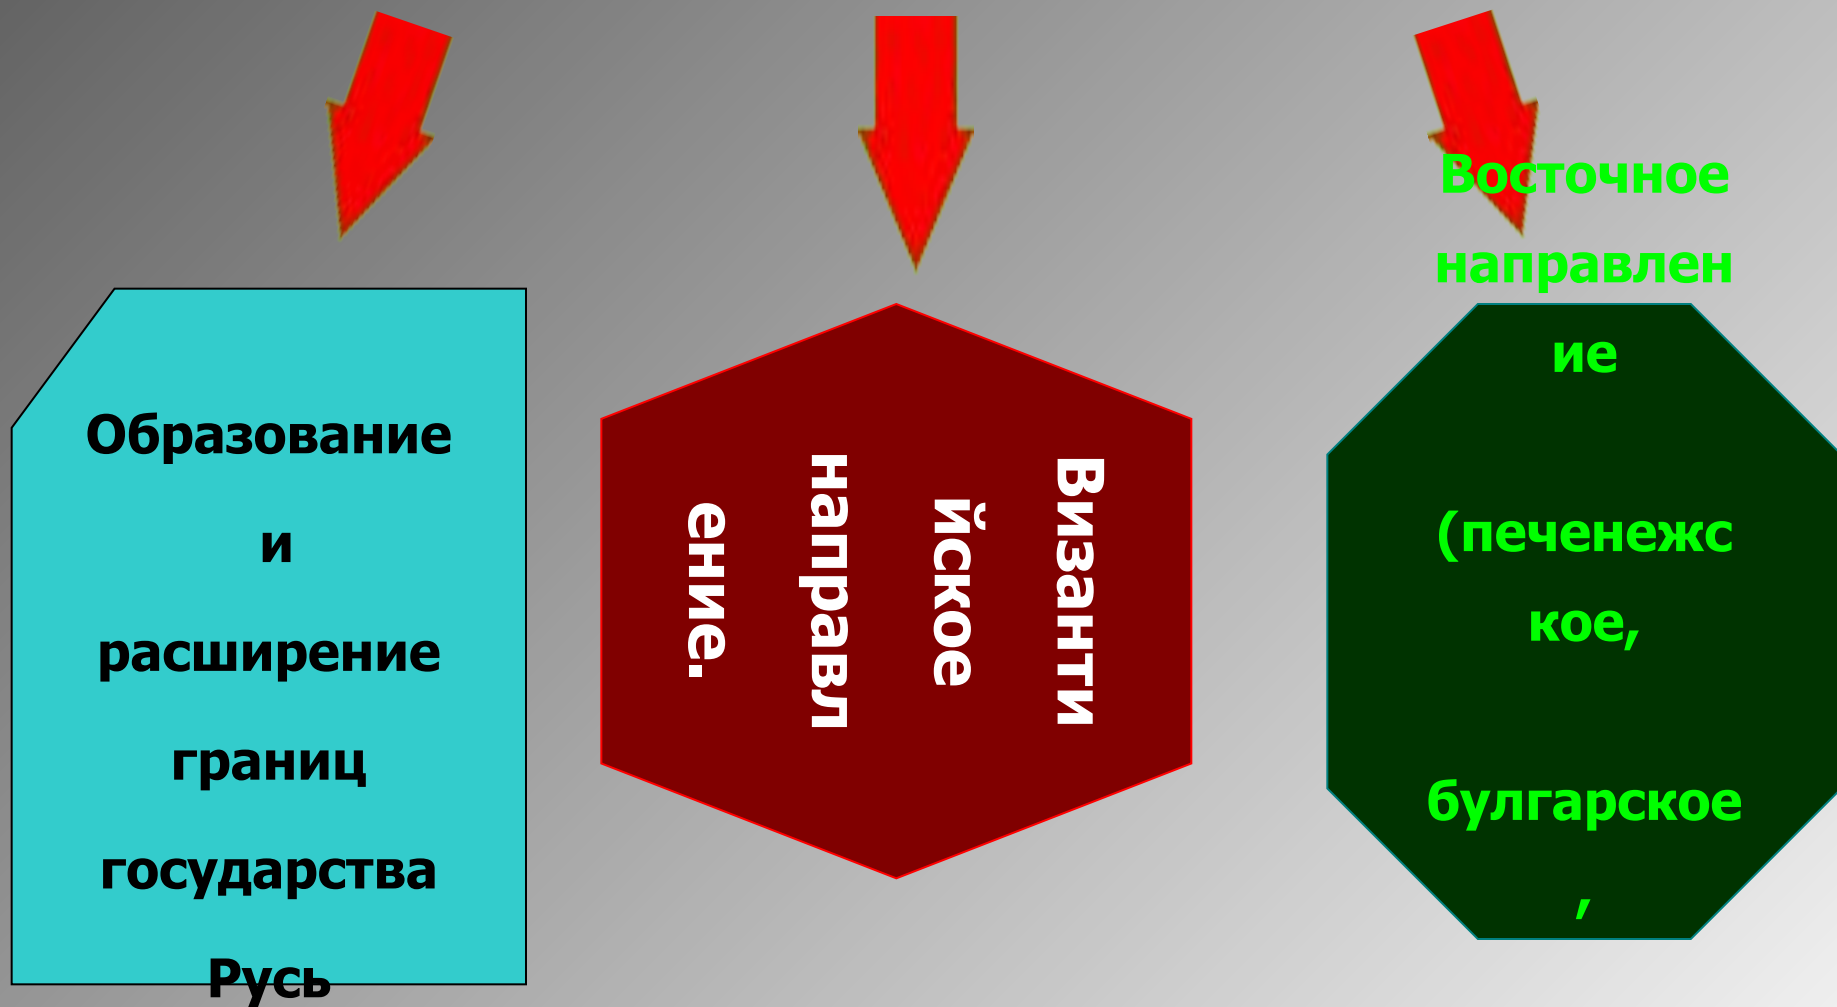 Образование
и
расширение
границ
государства
Русь
Византи
йское
направл
ение.
Восточное
направлен
ие
(печенежс
кое,
булгарское
,